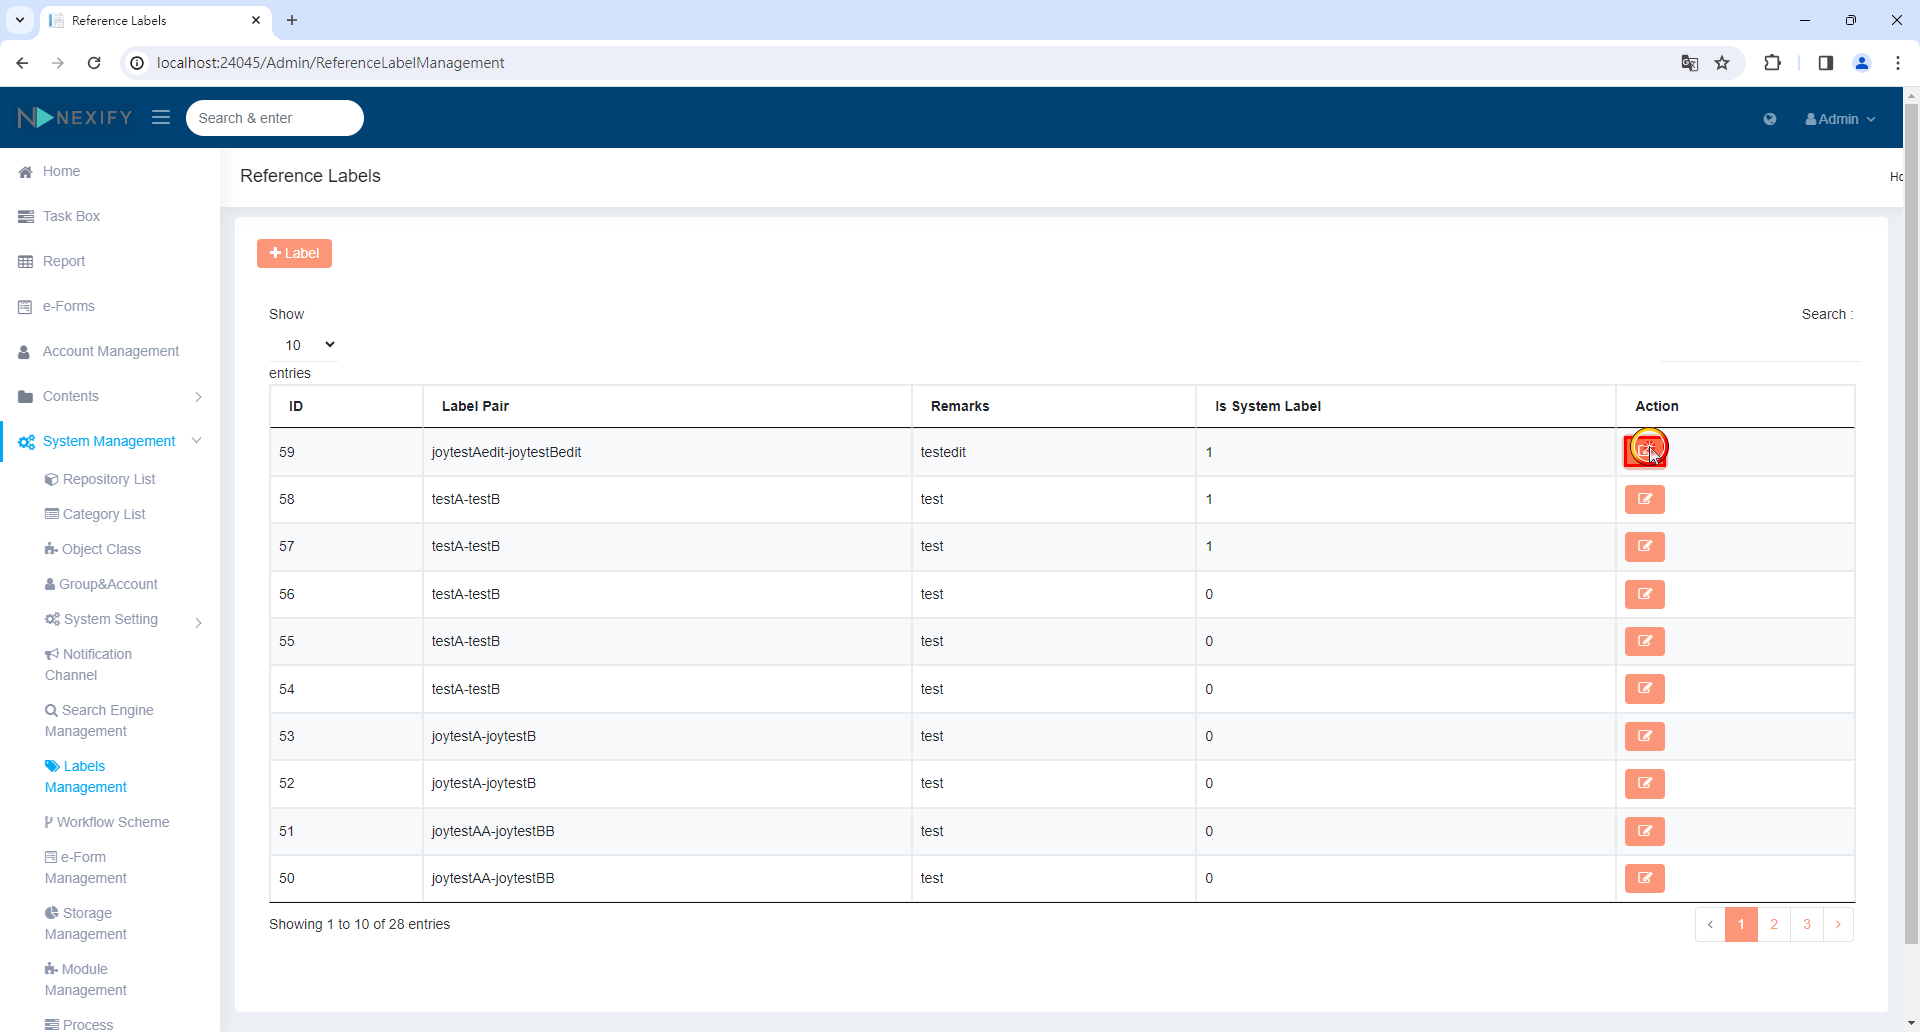 Reference Labels
localhost:24045/Admin/ReferenceLabelManagement
NEXIFY
Search & enter
Admin
Home
Task Box
Report
e-Forms
Account Management
Contents
System Management
Repository List
Category List
Object Class
Group&Account
System Setting
Notification
Channel
Search Engine
Management
Labels
Management
Workflow Scheme
e-Form
Management
Storage
Management
Module
Management
Process
Reference Labels
Ho
+ Label
Show
10
entries
Search :
ID Label Pair Remarks Is System Label Action
59 joytestAedit-joytestBedit testedit 1
58 testA-testB test 1
57 testA-testB test 1
56 testA-testB test 0
55 testA-testB test 0
54 testA-testB test 0
53 joytestA-joytestB test 0
52 joytestA-joytestB test 0
51 joytestAA-joytestBB test 0
50 joytestAA-joytestBB test 0
Showing 1 to 10 of 28 entries
‹ 1 2 3 ›